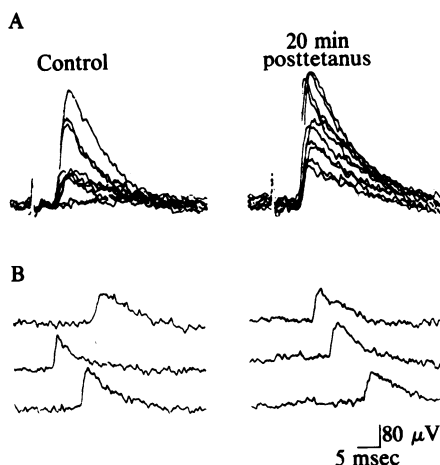 A
Control
20 min
posttetanus
B
80 μV
5 msec